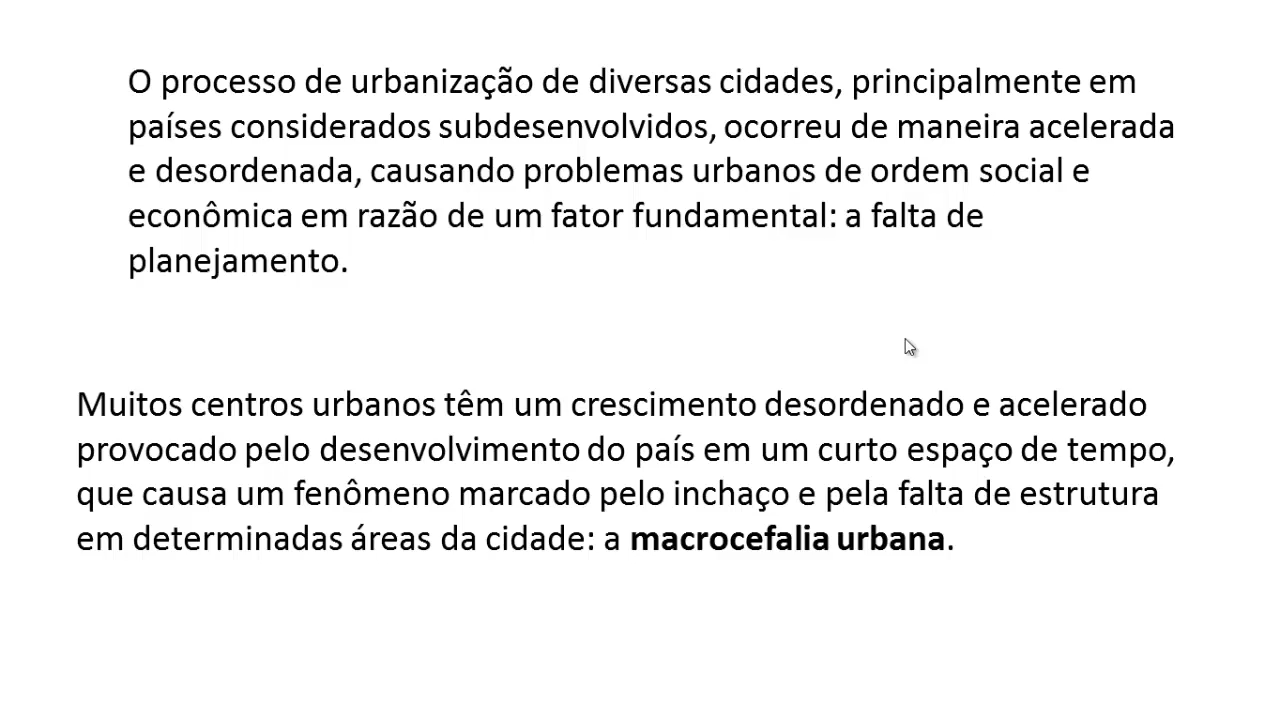 O processo de urbanização de diversas cidades, principalmente em
países considerados subdesenvolvidos, ocorreu de maneira acelerada
e desordenada, causando problemas urbanos de ordem social e
econômica em razão de um fator fundamental: a falta de
planejamento.
Muitos centros urbanos têm um crescimento desordenado e acelerado
provocado pelo desenvolvimento do país em um curto espaço de tempo,
que causa um fenômeno marcado pelo inchaço e pela falta de estrutura
em determinadas áreas da cidade: a macrocefalia urbana.